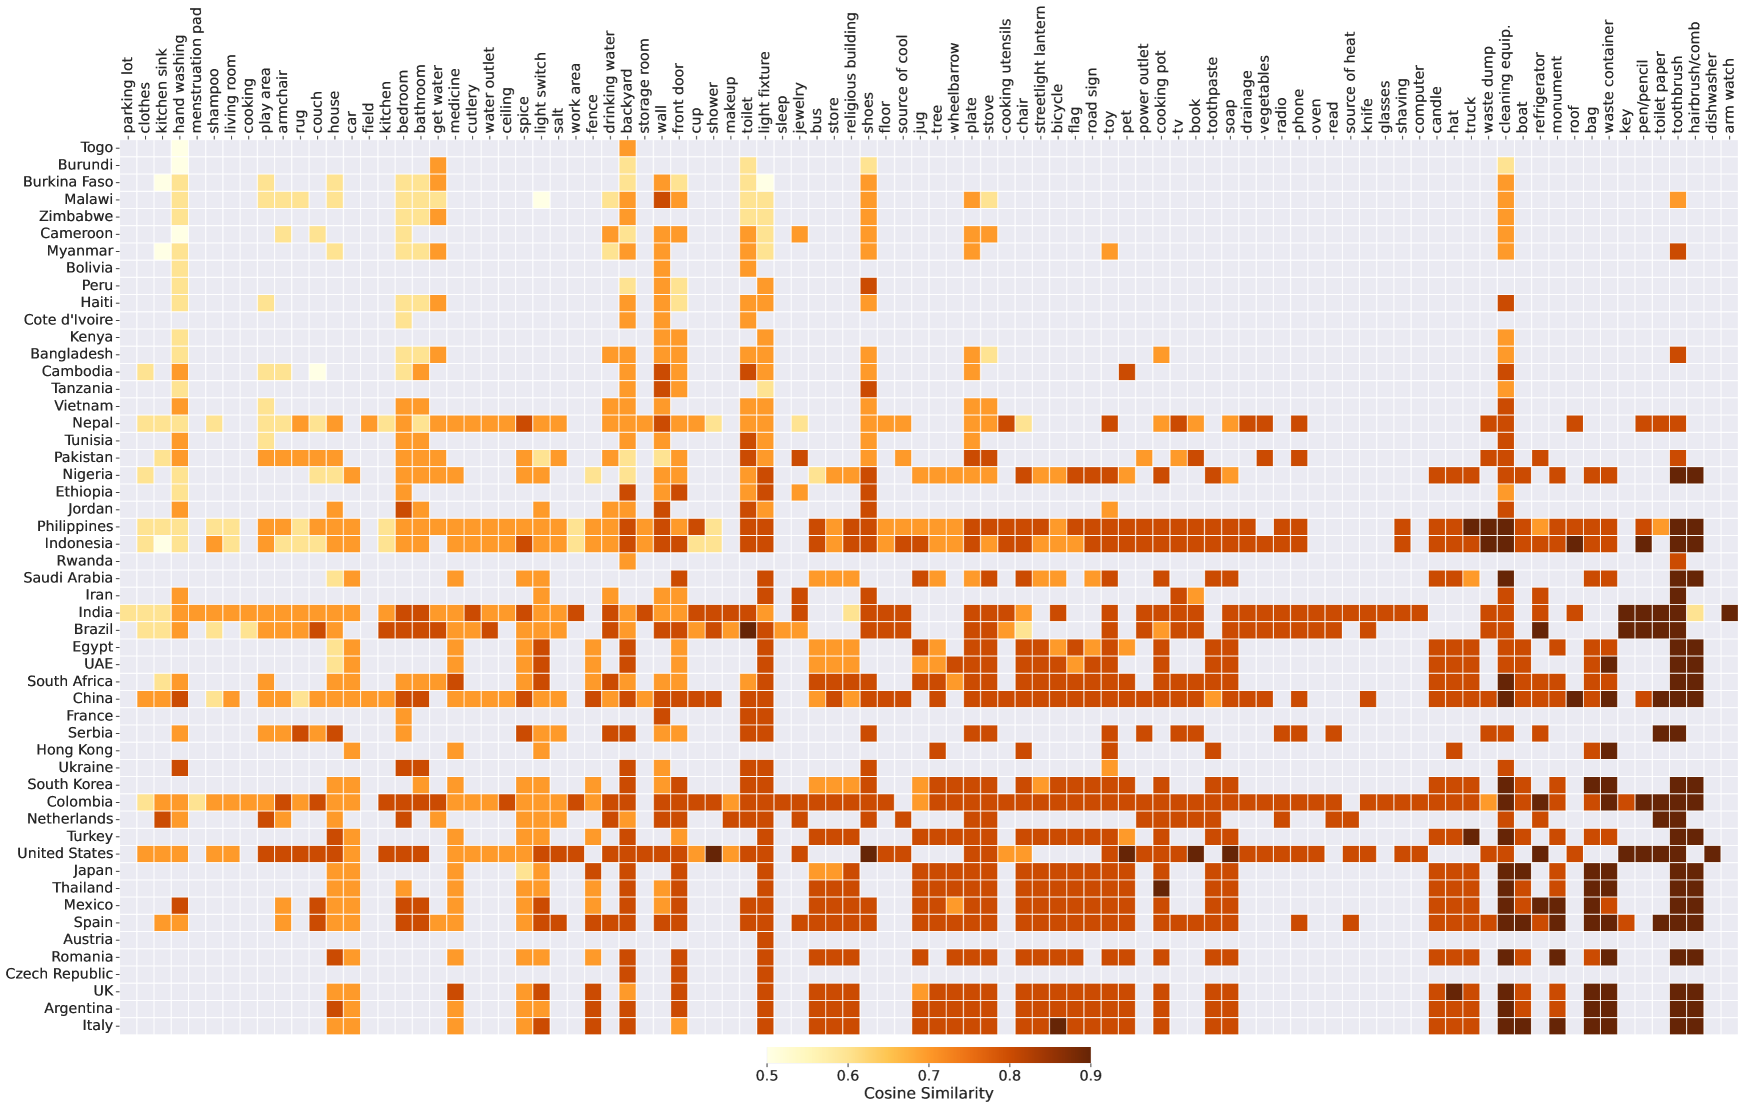 parking lot
clothes
kitchen sink
hand washing
menstruation pad
shampoo
living room
cooking
play area
armchair
rug
couch
house
car
field
kitchen
bedroom
bathroom
get water
medicine
cutlery
water outlet
ceiling
spice
light switch
salt
work area
fence
drinking water
backyard
storage room
wall
front door
cup
shower
makeup
toilet
light fixture
sleep
jewelry
bus
store
religious building
shoes
floor
source of cool
jug
tree
wheelbarrow
plate
stove
cooking utensils
chair
streetlight lantern
bicycle
flag
road sign
toy
pet
power outlet
cooking pot
tv
book
toothpaste
soap
drainage
vegetables
radio
phone
oven
read
source of heat
knife
glasses
shaving
computer
candle
hat
truck
waste dump
cleaning equip.
boat
refrigerator
monument
roof
bag
waste container
key
pen/pencil
toilet paper
toothbrush
hairbrush/comb
dishwasher
arm watch
Togo
Burundi
Burkina Faso
Malawi
Zimbabwe
Cameroon
Myanmar
Bolivia
Peru
Haiti
Cote d'Ivoire
Kenya
Bangladesh
Cambodia
Tanzania
Vietnam
Nepal
Tunisia
Pakistan
Nigeria
Ethiopia
Jordan
Philippines
Indonesia
Rwanda
Saudi Arabia
Iran
India
Brazil
Egypt
UAE
South Africa
China
France
Serbia
Hong Kong
Ukraine
South Korea
Colombia
Netherlands
Turkey
United States
Japan
Thailand
Mexico
Spain
Austria
Romania
Czech Republic
UK
Argentina
Italy
0.5 0.6 0.7 0.8 0.9
Cosine Similarity